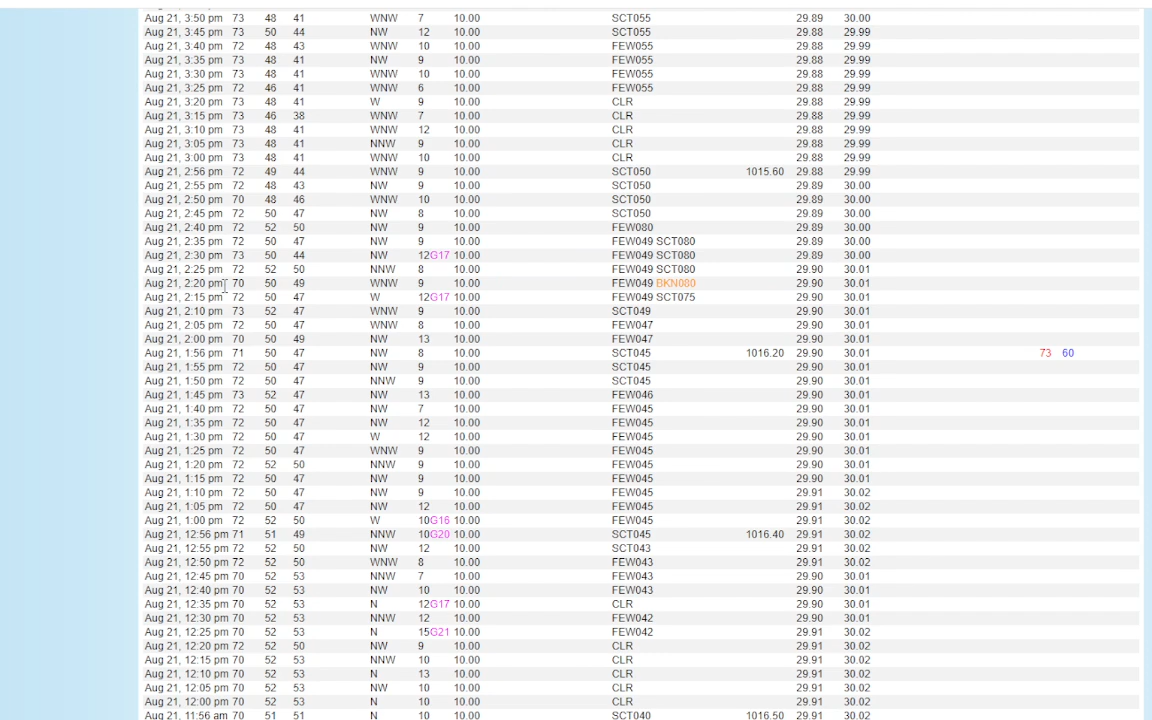 Aug 21, 3:50 pm 73 48 41 WNW 7 10.00 SCT055 29.89 30.00
Aug 21, 3:45 pm 73 50 44 NW 12 10.00 SCT055 29.88 29.99
Aug 21, 3:40 pm 72 48 43 WNW 10 10.00 FEW055 29.88 29.99
Aug 21, 3:35 pm 73 48 41 NW 9 10.00 FEW055 29.88 29.99
Aug 21, 3:30 pm 73 48 41 WNW 10 10.00 FEW055 29.88 29.99
Aug 21, 3:25 pm 72 46 41 WNW 6 10.00 FEW055 29.88 29.99
Aug 21, 3:20 pm 73 48 41 W 9 10.00 CLR 29.88 29.99
Aug 21, 3:15 pm 73 46 38 WNW 7 10.00 CLR 29.88 29.99
Aug 21, 3:10 pm 73 48 41 WNW 12 10.00 CLR 29.88 29.99
Aug 21, 3:05 pm 73 48 41 NNW 9 10.00 CLR 29.88 29.99
Aug 21, 3:00 pm 73 48 41 WNW 10 10.00 CLR 29.88 29.99
Aug 21, 2:56 pm 72 49 44 WNW 9 10.00 SCT050 1015.60 29.88 29.99
Aug 21, 2:55 pm 72 48 43 NW 9 10.00 SCT050 29.89 30.00
Aug 21, 2:50 pm 70 48 46 WNW 10 10.00 SCT050 29.89 30.00
Aug 21, 2:45 pm 72 50 47 NW 8 10.00 SCT050 29.89 30.00
Aug 21, 2:40 pm 72 52 50 NW 9 10.00 FEW080 29.89 30.00
Aug 21, 2:35 pm 72 50 47 NW 9 10.00 FEW049 SCT080 29.89 30.00
Aug 21, 2:30 pm 73 50 44 NW 12G17 10.00 FEW049 SCT080 29.89 30.00
Aug 21, 2:25 pm 72 52 50 NNW 8 10.00 FEW049 SCT080 29.90 30.01
Aug 21, 2:20 pm 70 50 49 WNW 9 10.00 FEW049 BKN080 29.90 30.01
Aug 21, 2:15 pm 72 50 47 W 12G17 10.00 FEW049 SCT075 29.90 30.01
Aug 21, 2:10 pm 73 52 47 WNW 9 10.00 SCT049 29.90 30.01
Aug 21, 2:05 pm 72 50 47 WNW 8 10.00 FEW047 29.90 30.01
Aug 21, 2:00 pm 70 50 49 NW 13 10.00 FEW047 29.90 30.01
Aug 21, 1:56 pm 71 50 47 NW 8 10.00 SCT045 1016.20 29.90 30.01 73 60
Aug 21, 1:55 pm 72 50 47 NW 9 10.00 SCT045 29.90 30.01
Aug 21, 1:50 pm 72 50 47 NNW 9 10.00 SCT045 29.90 30.01
Aug 21, 1:45 pm 73 52 47 NW 13 10.00 FEW046 29.90 30.01
Aug 21, 1:40 pm 72 50 47 NW 7 10.00 FEW045 29.90 30.01
Aug 21, 1:35 pm 72 50 47 NW 12 10.00 FEW045 29.90 30.01
Aug 21, 1:30 pm 72 50 47 W 12 10.00 FEW045 29.90 30.01
Aug 21, 1:25 pm 72 50 47 WNW 9 10.00 FEW045 29.90 30.01
Aug 21, 1:20 pm 72 52 50 NNW 9 10.00 FEW045 29.90 30.01
Aug 21, 1:15 pm 72 50 47 NW 9 10.00 FEW045 29.90 30.01
Aug 21, 1:10 pm 72 50 47 NW 9 10.00 FEW045 29.91 30.02
Aug 21, 1:05 pm 72 50 47 NW 12 10.00 FEW045 29.91 30.02
Aug 21, 1:00 pm 72 52 50 W 10G16 10.00 FEW045 29.91 30.02
Aug 21, 12:56 pm 71 51 49 NNW 10G20 10.00 SCT045 1016.40 29.91 30.02
Aug 21, 12:55 pm 72 52 50 NW 12 10.00 SCT043 29.91 30.02
Aug 21, 12:50 pm 72 52 50 WNW 8 10.00 FEW043 29.91 30.02
Aug 21, 12:45 pm 70 52 53 NNW 7 10.00 FEW043 29.90 30.01
Aug 21, 12:40 pm 70 52 53 NW 10 10.00 FEW043 29.90 30.01
Aug 21, 12:35 pm 70 52 53 N 12G17 10.00 CLR 29.90 30.01
Aug 21, 12:30 pm 70 52 53 NNW 12 10.00 FEW042 29.90 30.01
Aug 21, 12:25 pm 70 52 53 N 15G21 10.00 FEW042 29.91 30.02
Aug 21, 12:20 pm 72 52 50 NW 9 10.00 CLR 29.91 30.02
Aug 21, 12:15 pm 70 52 53 NNW 10 10.00 CLR 29.91 30.02
Aug 21, 12:10 pm 70 52 53 N 13 10.00 CLR 29.91 30.02
Aug 21, 12:05 pm 70 52 53 NW 10 10.00 CLR 29.91 30.02
Aug 21, 12:00 pm 70 52 53 N 10 10.00 CLR 29.91 30.02
Aug 21, 11:56 am 70 51 51 N 10 10.00 SCT040 1016.50 29.91 30.02